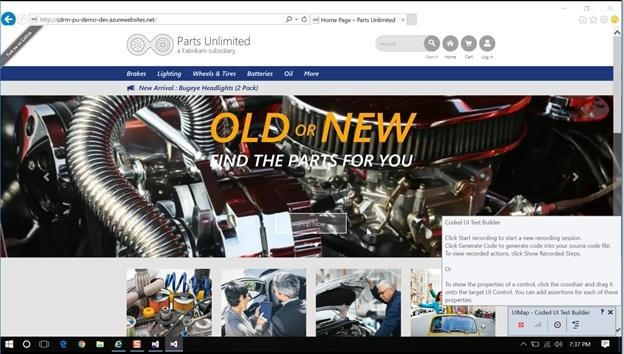 http://cdrm-pu-demo-dev.azurewebsites.net/
Home Page – Parts Unlimited
Fork me on GitHub
Parts Unlimited
a Fabrikam subsidiary
Keyword
Search
Home
Cart
Log in
Brakes Lighting Wheels & Tires Batteries Oil More
New Arrival : Bugeye Headlights (2 Pack)
OLD OR NEW
FIND THE PARTS FOR YOU
Shop Now
Coded UI Test Builder
Click Start recording to start a new recording session.
Click Generate Code to generate code into your source code file.
To view recorded actions, click Show Recorded Steps.
Or
To show the properties of a control, click the crosshair and drag it
onto the target UI Control. You can add assertions for each of these
properties.
UIMap - Coded UI Test Builder
7:37 PM